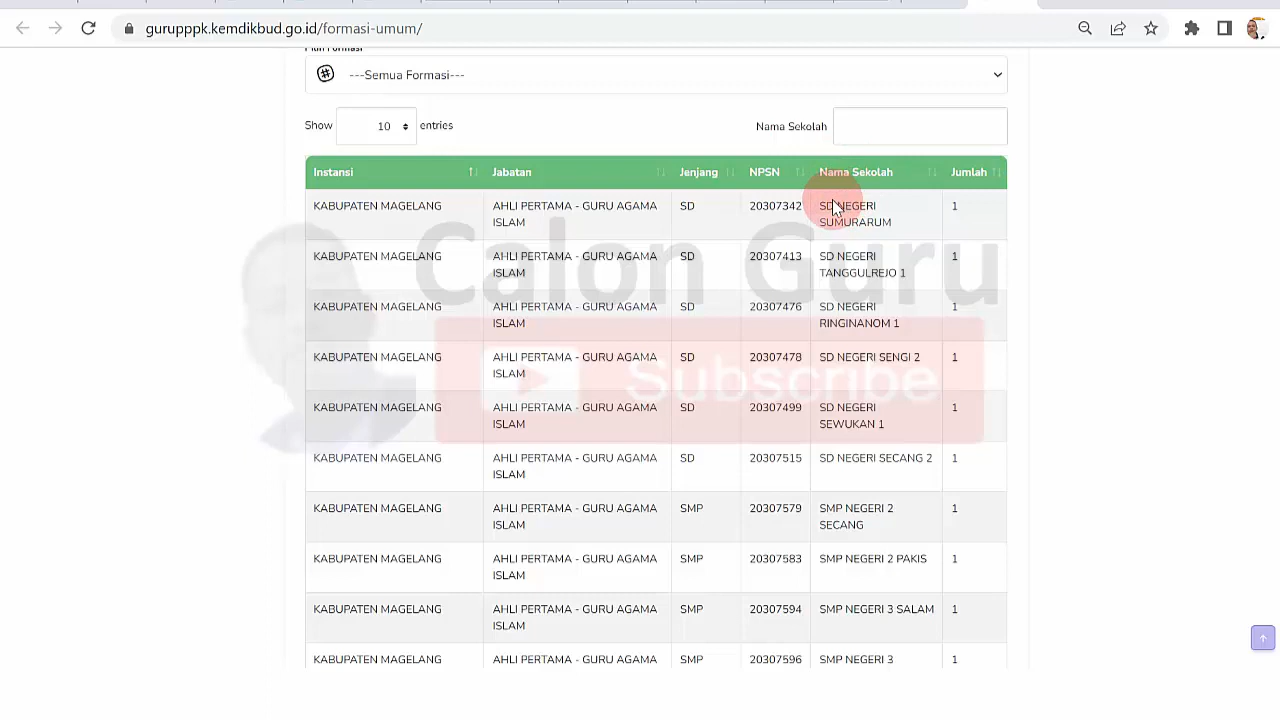 gurupppk.kemdikbud.go.id/formasi-umum/
Pilih Formasi
---Semua Formasi---
Show 10 entries Nama Sekolah
Instansi Jabatan Jenjang NPSN Nama Sekolah Jumlah
KABUPATEN MAGELANG AHLI PERTAMA - GURU AGAMA SD 20307342 SD NEGERI 1
ISLAM SUMURARUM
KABUPATEN MAGELANG AHLI PERTAMA - GURU AGAMA SD 20307413 SD NEGERI 1
ISLAM TANGGULREJO 1
Calon Guru
KABUPATEN MAGELANG AHLI PERTAMA - GURU AGAMA SD 20307476 SD NEGERI 1
ISLAM RINGINANOM 1
KABUPATEN MAGELANG AHLI PERTAMA - GURU AGAMA SD 20307478 SD NEGERI SENGI 2 1
ISLAM
Subscribe
KABUPATEN MAGELANG AHLI PERTAMA - GURU AGAMA SD 20307499 SD NEGERI 1
ISLAM SEWUKAN 1
KABUPATEN MAGELANG AHLI PERTAMA - GURU AGAMA SD 20307515 SD NEGERI SECANG 2 1
ISLAM
KABUPATEN MAGELANG AHLI PERTAMA - GURU AGAMA SMP 20307579 SMP NEGERI 2 1
ISLAM SECANG
KABUPATEN MAGELANG AHLI PERTAMA - GURU AGAMA SMP 20307583 SMP NEGERI 2 PAKIS 1
ISLAM
KABUPATEN MAGELANG AHLI PERTAMA - GURU AGAMA SMP 20307594 SMP NEGERI 3 SALAM 1
ISLAM
KABUPATEN MAGELANG AHLI PERTAMA - GURU AGAMA SMP 20307596 SMP NEGERI 3 1